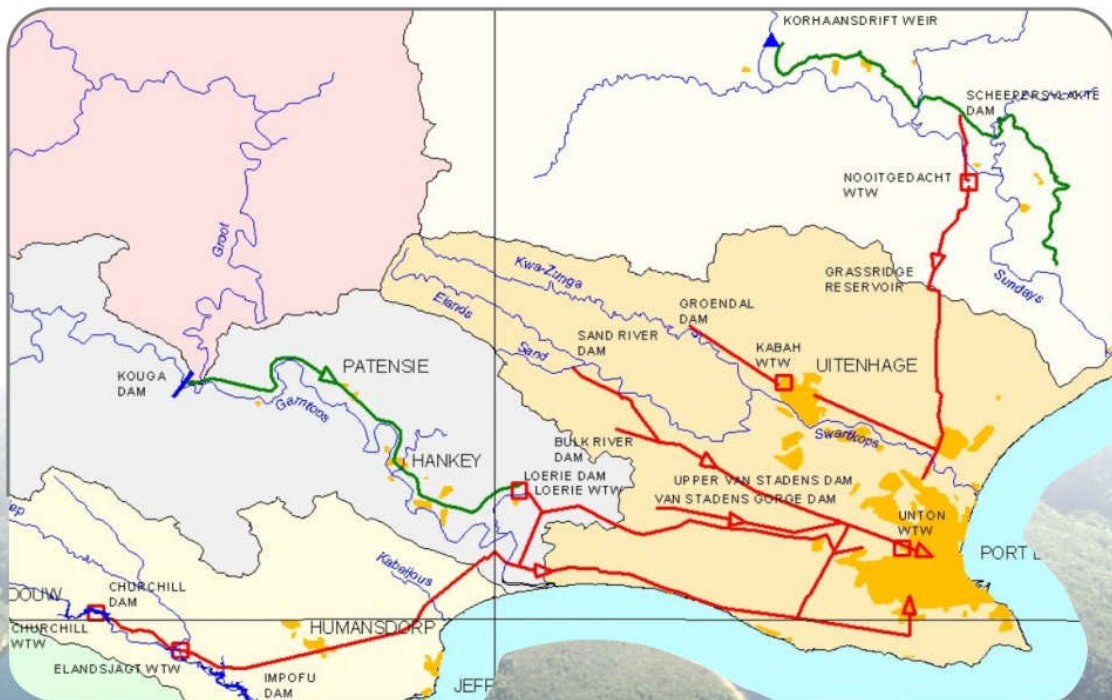 KORHAANSDRIFT WEIR
SCHEEPERSVLAKTE
DAM
NOOITGEDACHT
WTW
Groot
Kwa-Zunga
GRASSRIDGE
RESERVOIR
Sundays
Elands
GROENDAL
DAM
SAND RIVER
DAM
Sand
KABAH
WTW
UITENHAGE
PATENSIE
KOUGA
DAM
Gamtoos
Swartkops
BULK RIVER
DAM
HANKEY
LOERIE DAM
LOERIE WTW
UPPER VAN STADENS DAM
VAN STADENS GORGE DAM
UNTON
WTW
PORT
Kabeljous
CHURCHILL
DAM
DOUW
CHURCHILL
WTW
HUMANSDORP
ELANDSJAGT WTW
IMPOFU
DAM
JEFF